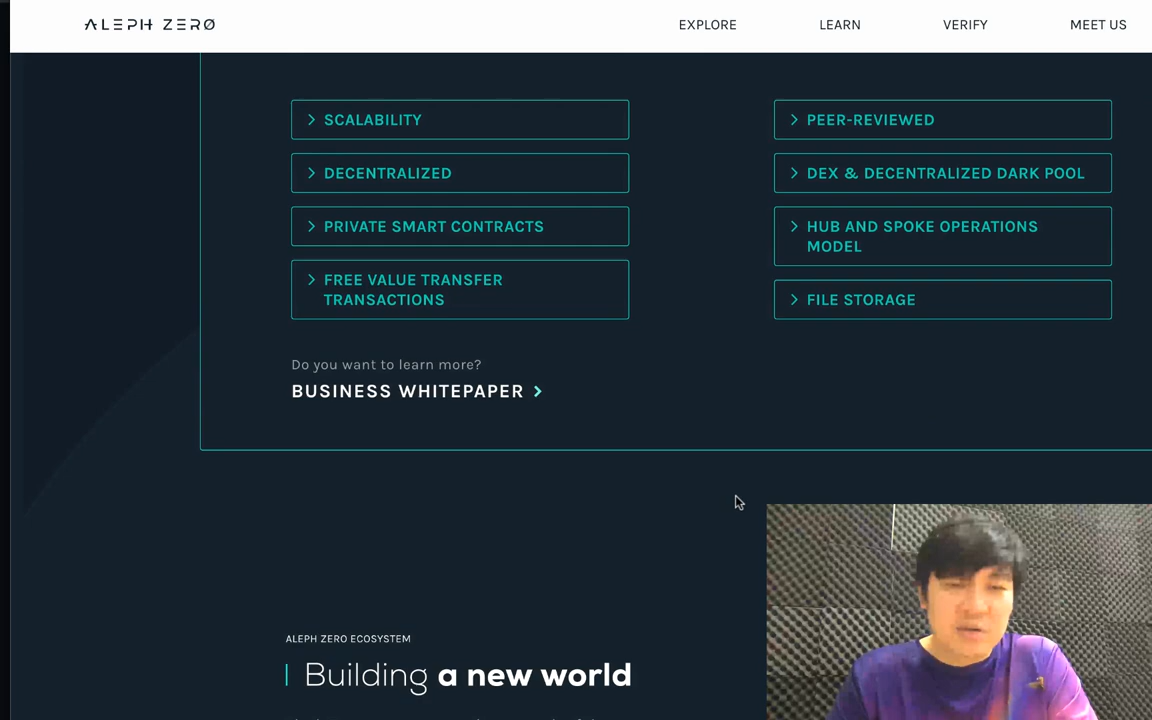 ALEPH ZERØ
EXPLORE
LEARN
VERIFY
MEET US
SCALABILITY
DECENTRALIZED
PRIVATE SMART CONTRACTS
FREE VALUE TRANSFER
TRANSACTIONS
PEER-REVIEWED
DEX & DECENTRALIZED DARK POOL
HUB AND SPOKE OPERATIONS
MODEL
FILE STORAGE
Do you want to learn more?
BUSINESS WHITEPAPER
ALEPH ZERO ECOSYSTEM
Building a new world